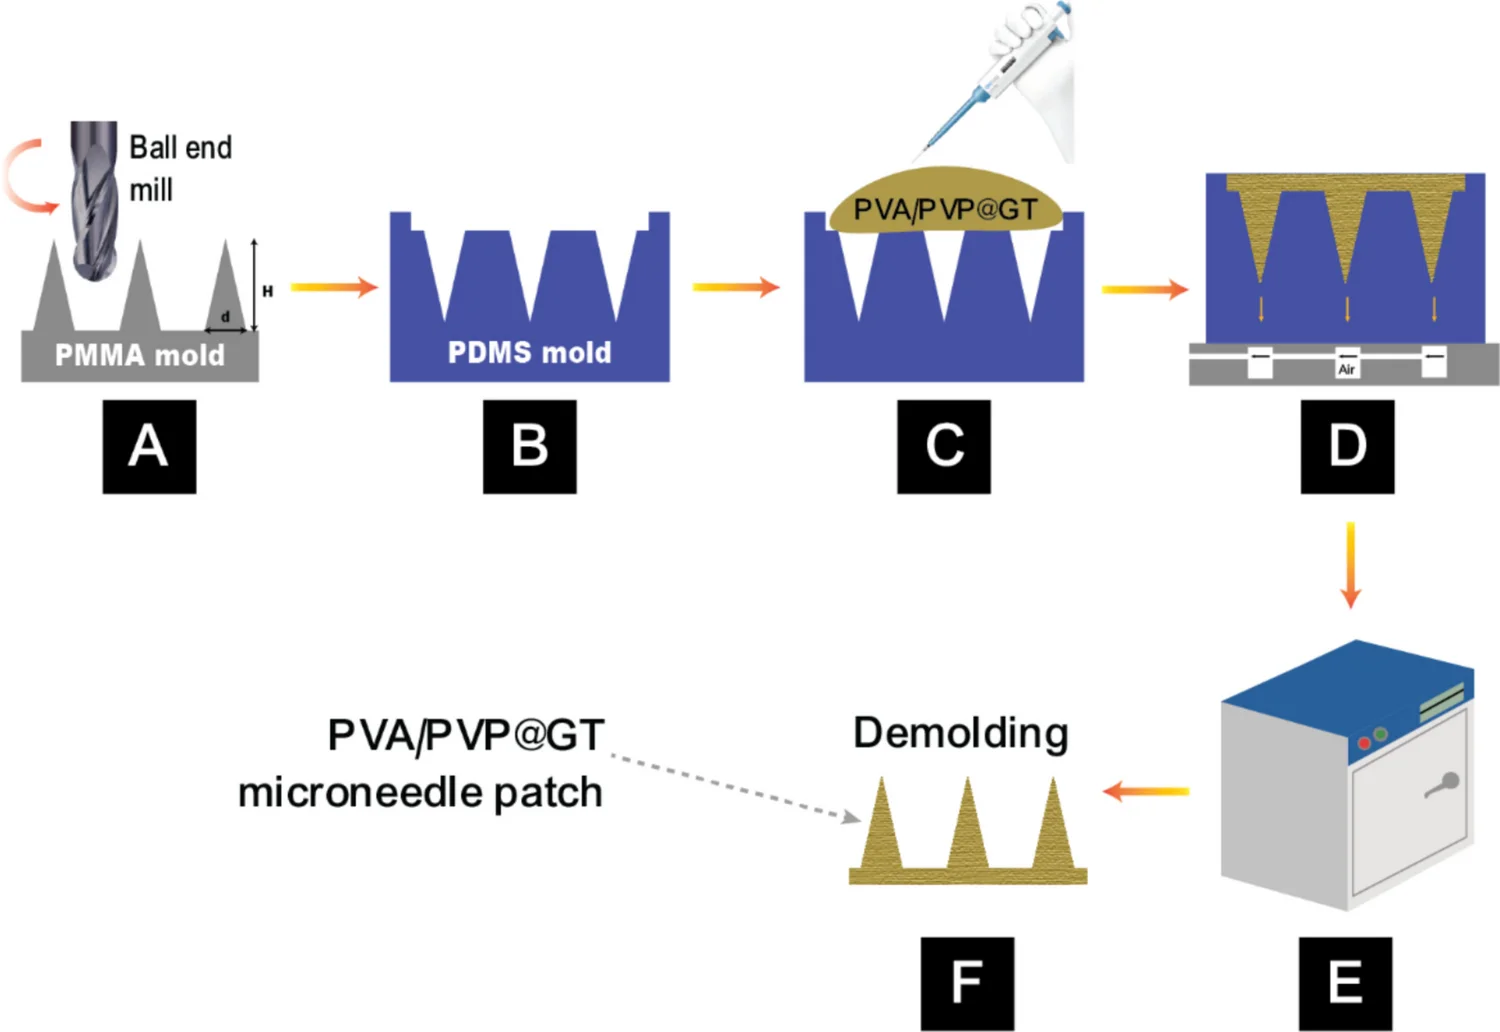 Ball end
mill
H
d
PMMA mold
A
PDMS mold
B
PVA/PVP@GT
C
Air
D
PVA/PVP@GT
microneedle patch
Demolding
F
E